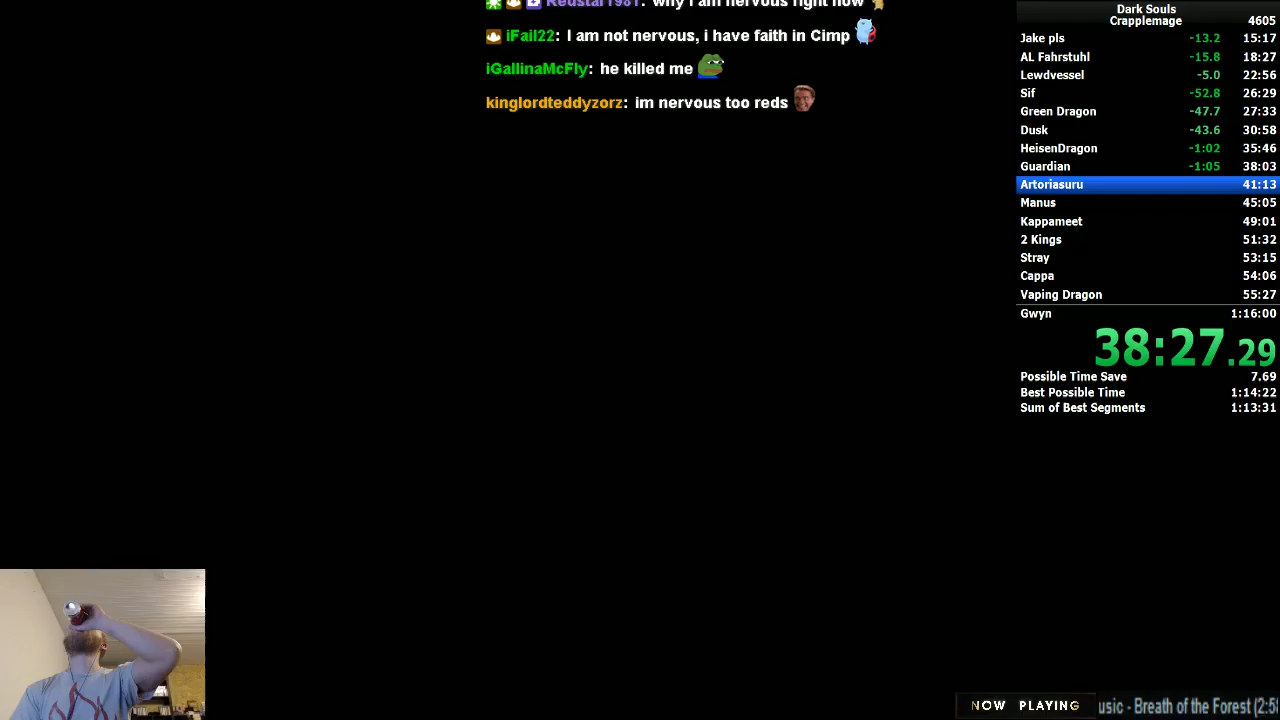 Redstar1981: why i am nervous right now
iFail22: I am not nervous, i have faith in Cimp
iGallinaMcFly: he killed me
kinglordteddyzorz: im nervous too reds
Dark Souls
Crapplemage 4605
Jake pls -13.2 15:17
AL Fahrstuhl -15.8 18:27
Lewdvessel -5.0 22:56
Sif -52.8 26:29
Green Dragon -47.7 27:33
Dusk -43.6 30:58
HeisenDragon -1:02 35:46
Guardian -1:05 38:03
Artoriasuru 41:13
Manus 45:05
Kappameet 49:01
2 Kings 51:32
Stray 53:15
Cappa 54:06
Vaping Dragon 55:27
Gwyn 1:16:00
38:27.29
Possible Time Save 7.69
Best Possible Time 1:14:22
Sum of Best Segments 1:13:31
NOW PLAYING usic - Breath of the Forest (2:5